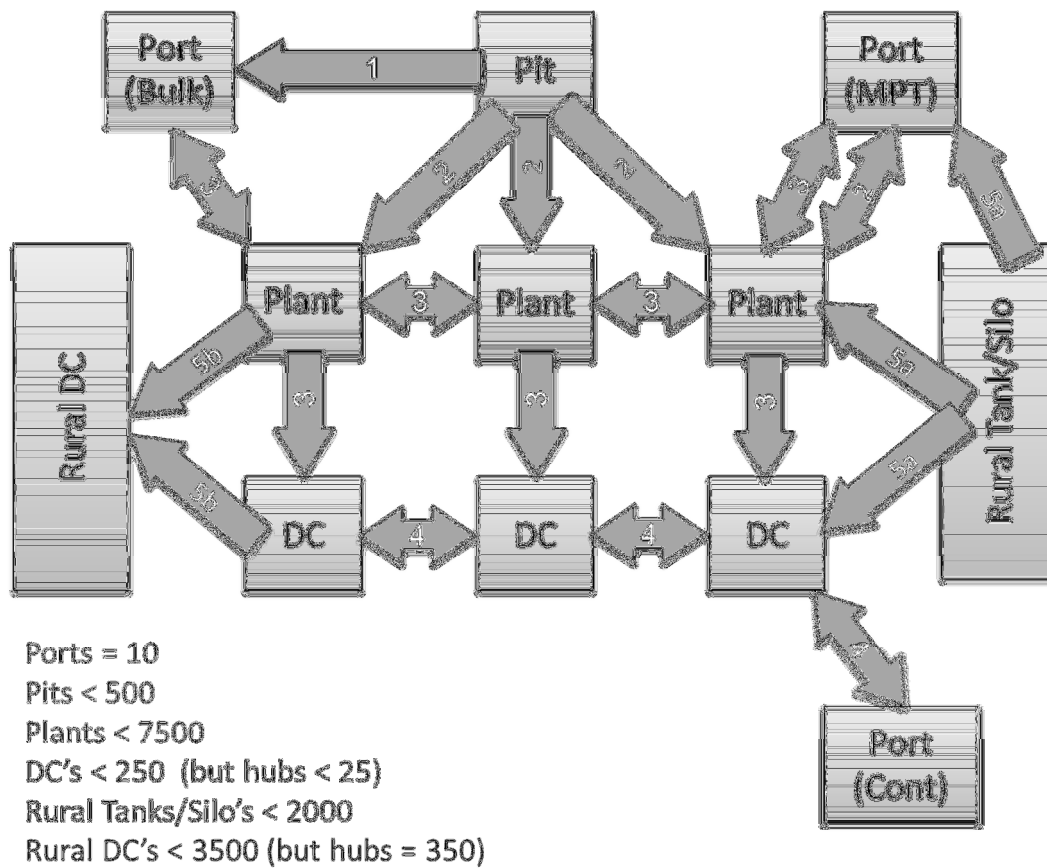 Port
(Bulk)
1
Pit
Port
(MPT)
2
2
2
3
3
2
5a
Plant
3
Plant
3
Plant
Rural DC
5b
3
3
3
5a
Rural Tank/Silo
5b
5a
DC
4
DC
4
DC
Port
(Cont)
Ports = 10
Pits < 500
Plants < 7500
DC's < 250 (but hubs < 25)
Rural Tanks/Silo's < 2000
Rural DC's < 3500 (but hubs = 350)